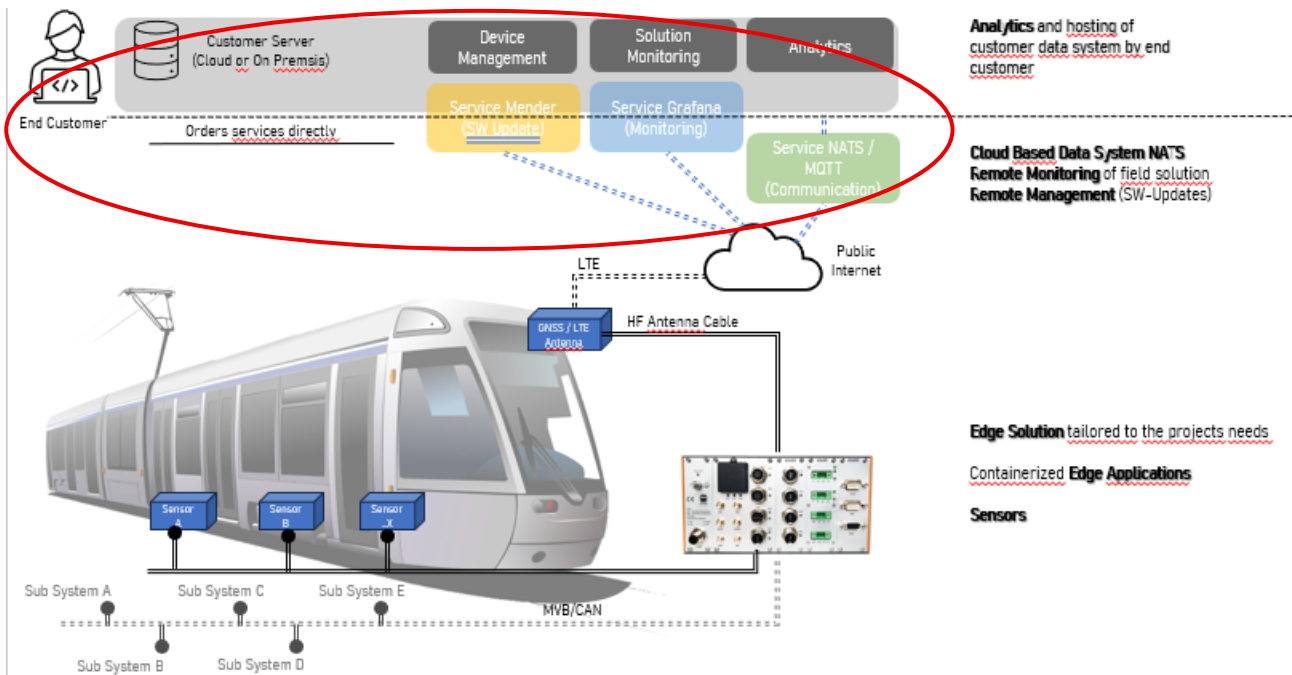 Customer Server
(Cloud or On Premsis)
Device
Management
Solution
Monitoring
Analytics
Analytics and hosting of
customer data system by end
customer
End Customer
Orders services directly
Service Mender
(SW Update)
Service Grafana
(Monitoring)
Service NATS /
MQTT
(Communication)
Cloud Based Data System NATS
Remote Monitoring of field solution
Remote Management (SW-Updates)
Public
Internet
LTE
GNSS / LTE
Antenna
HF Antenna Cable
Edge Solution tailored to the projects needs
Containerized Edge Applications
Sensors
Sensor
A
Sensor
B
Sensor
..X
Sub System A
Sub System C
Sub System E
MVB/CAN
Sub System B
Sub System D